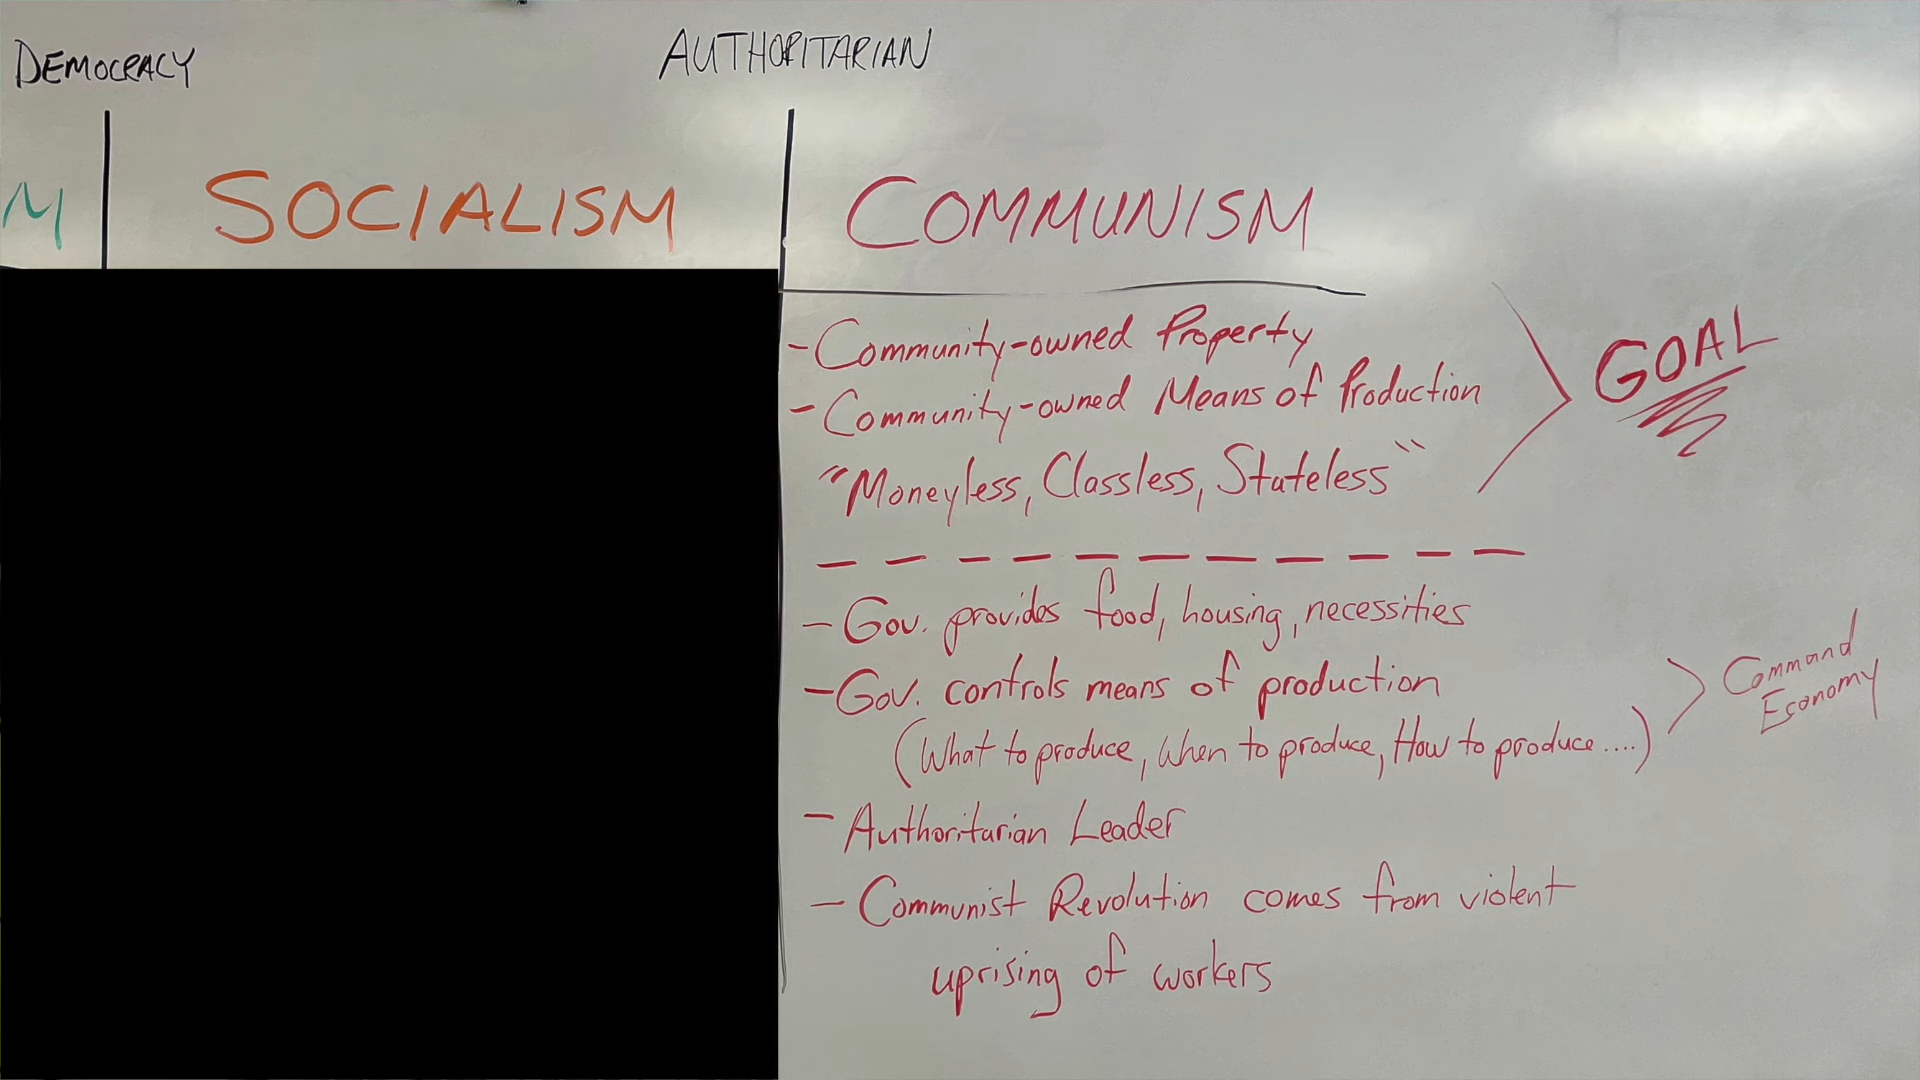 DEMOCRACY
AUTHORITARIAN
M
SOCIALISM
COMMUNISM
- Community-owned Property
- Community-owned Means of Production
"Moneyless, Classless, Stateless"
GOAL
- Gov. provides food, housing, necessities
- Gov. controls means of production
(What to produce, When to produce, How to produce....)
Command
Economy
- Authoritarian Leader
- Communist Revolution comes from violent
uprising of workers